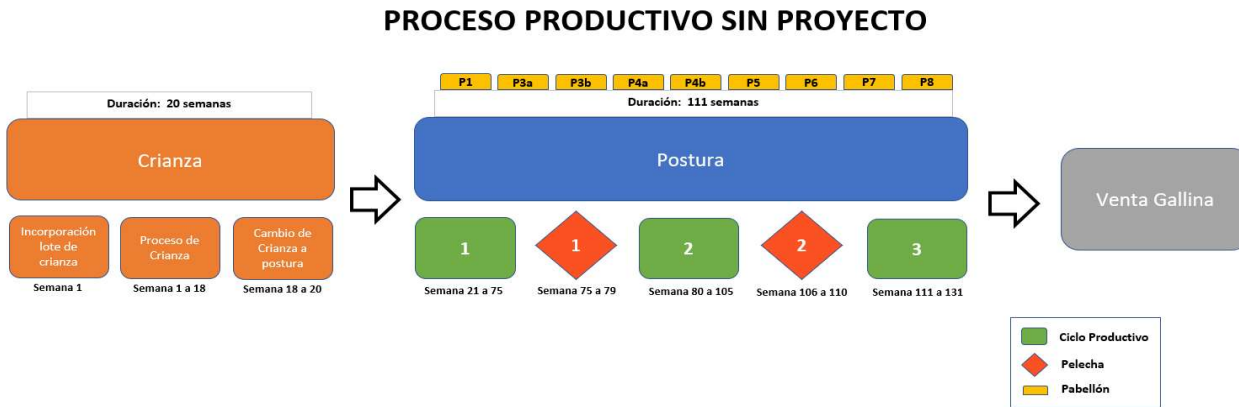 PROCESO PRODUCTIVO SIN PROYECTO
P1 P3a P3b P4a P4b P5 P6 P7 P8
Duración: 20 semanas
Duración: 111 semanas
Crianza
Postura
Venta Gallina
Incorporación
lote de
crianza
Proceso de
Crianza
Cambio de
Crianza a
postura
1
1
2
2
3
Semana 1
Semana 1 a 18
Semana 18 a 20
Semana 21 a 75
Semana 75 a 79
Semana 80 a 105
Semana 106 a 110
Semana 111 a 131
Ciclo Productivo
Pelecha
Pabellón